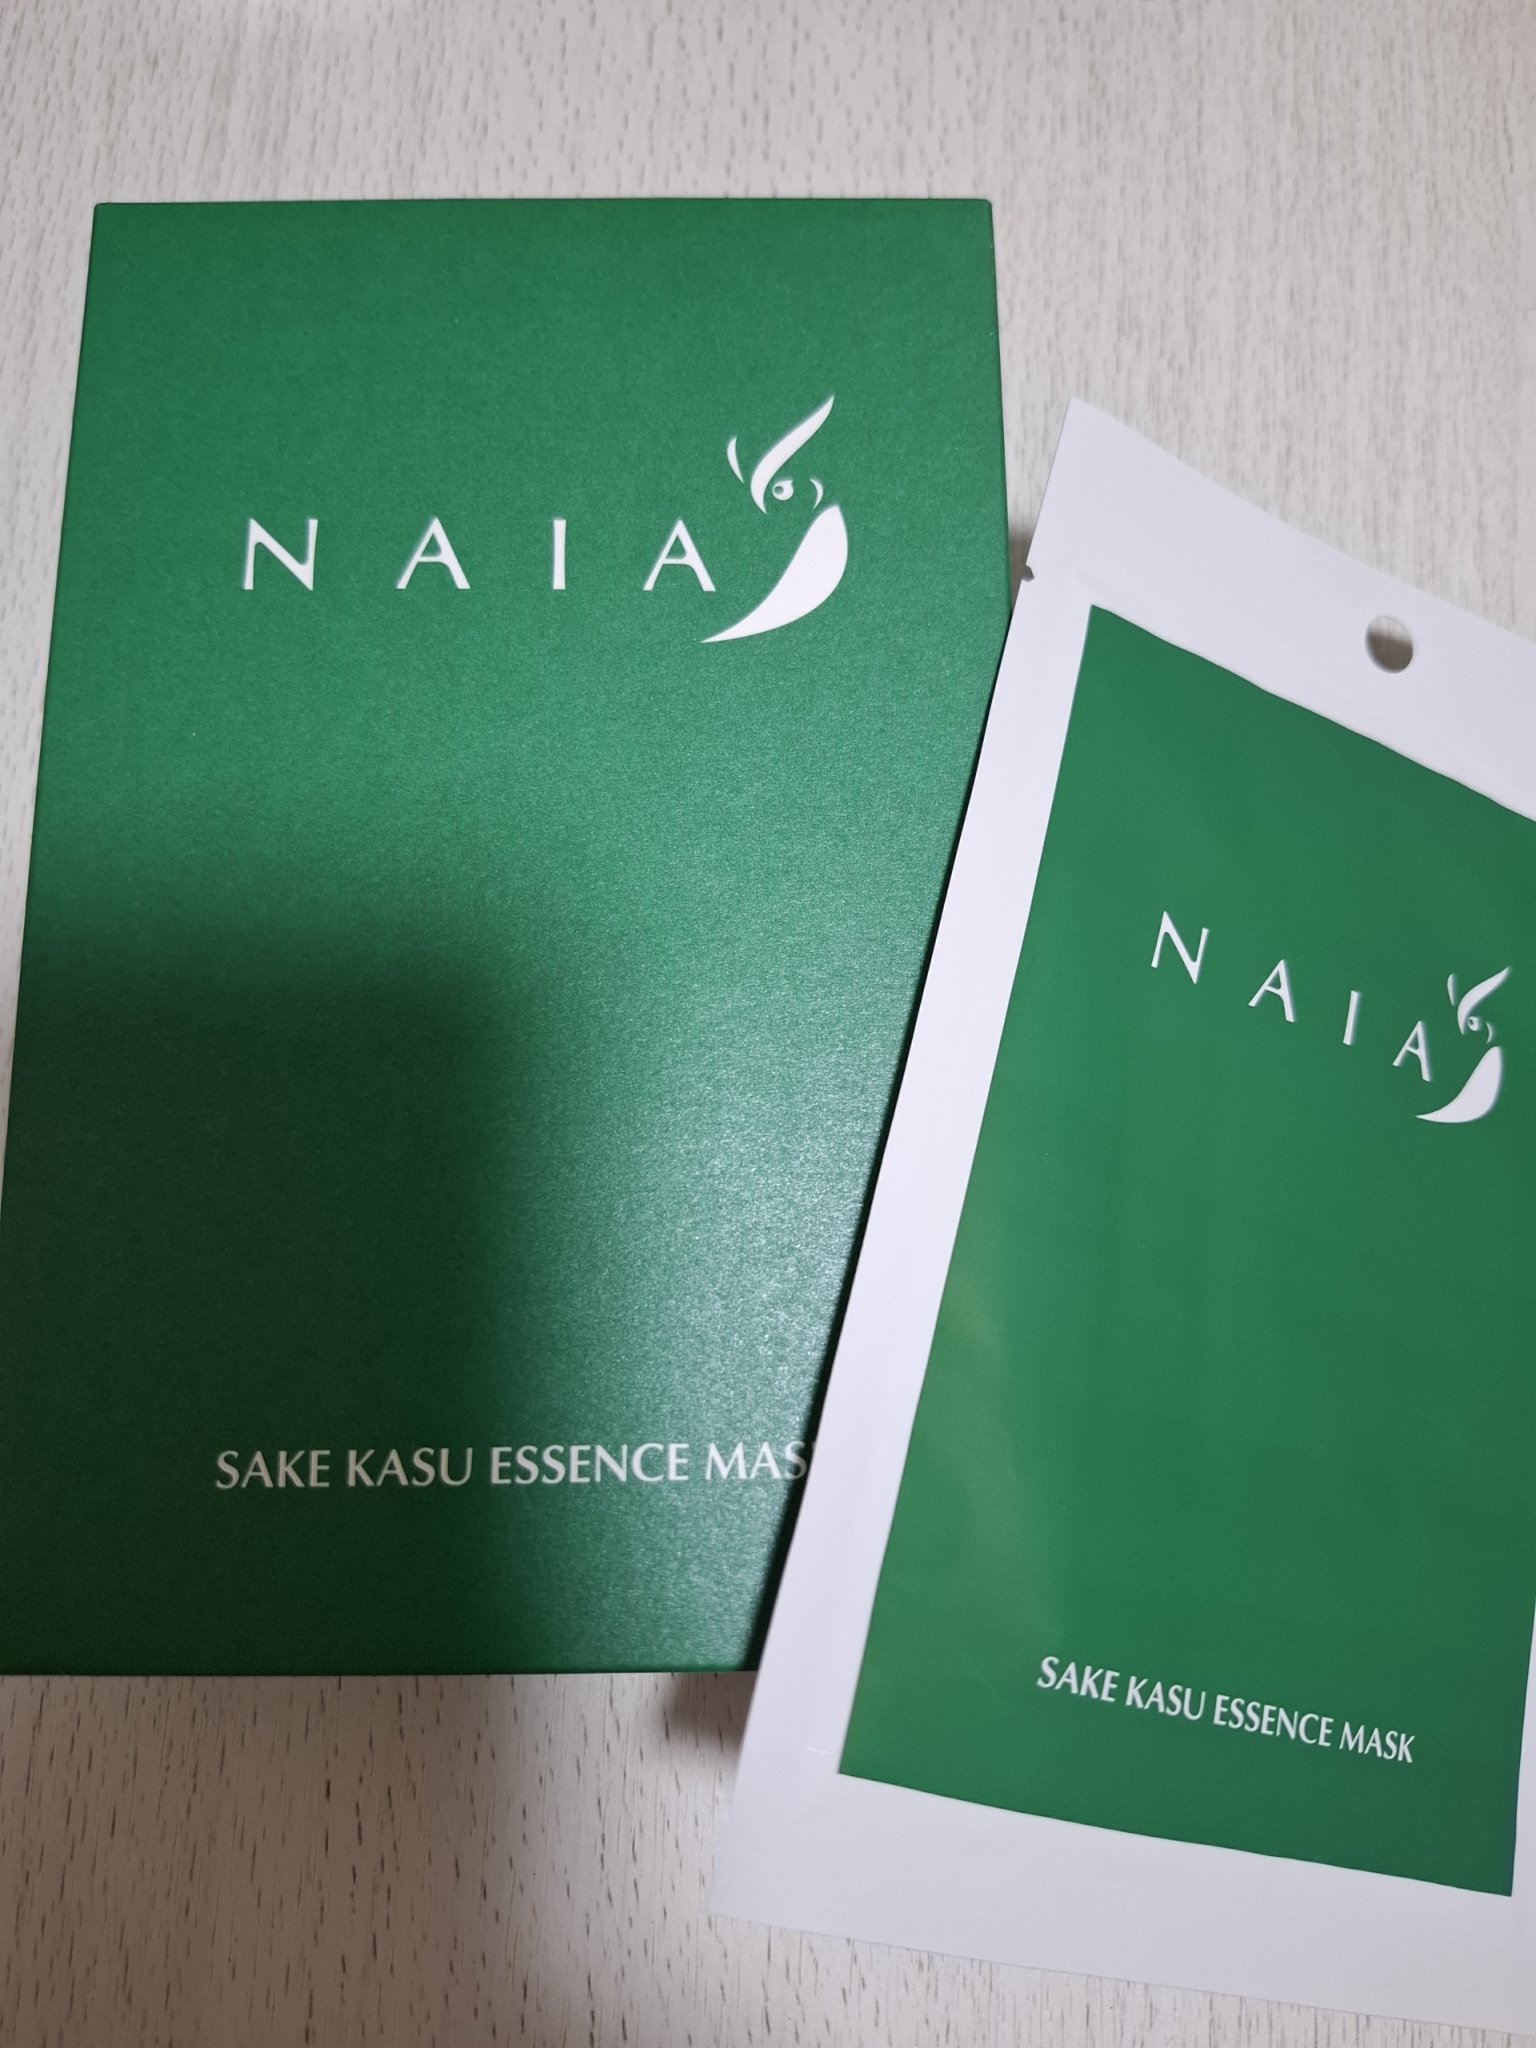 NAIA
SAKE KASU ESSENCE MAS
NAIA
SAKE KASU ESSENCE MASK